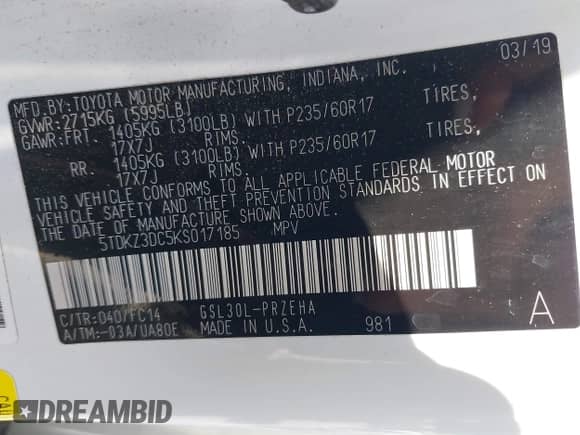 03/19
MFD.BY:TOYOTA MOTOR MANUFACTURING, INDIANA, INC.
GVWR:2715KG (5995LB)
GAWR:FRT. 1405KG (3100LB) WITH P235/60R17 TIRES,
17X7J RIMS.
RR. 1405KG (3100LB) WITH P235/60R17 TIRES,
17X7J RIMS.
THIS VEHICLE CONFORMS TO ALL APPLICABLE FEDERAL MOTOR
VEHICLE SAFETY AND THEFT PREVENTION STANDARDS IN EFFECT ON
THE DATE OF MANUFACTURE SHOWN ABOVE.
5TDKZ3DC5KS017185 MPV
C/TR:040/FC14 GSL30L-PRZEHA
A/TM:-03A/UA80E MADE IN U.S.A. 981 A
DREAMBID